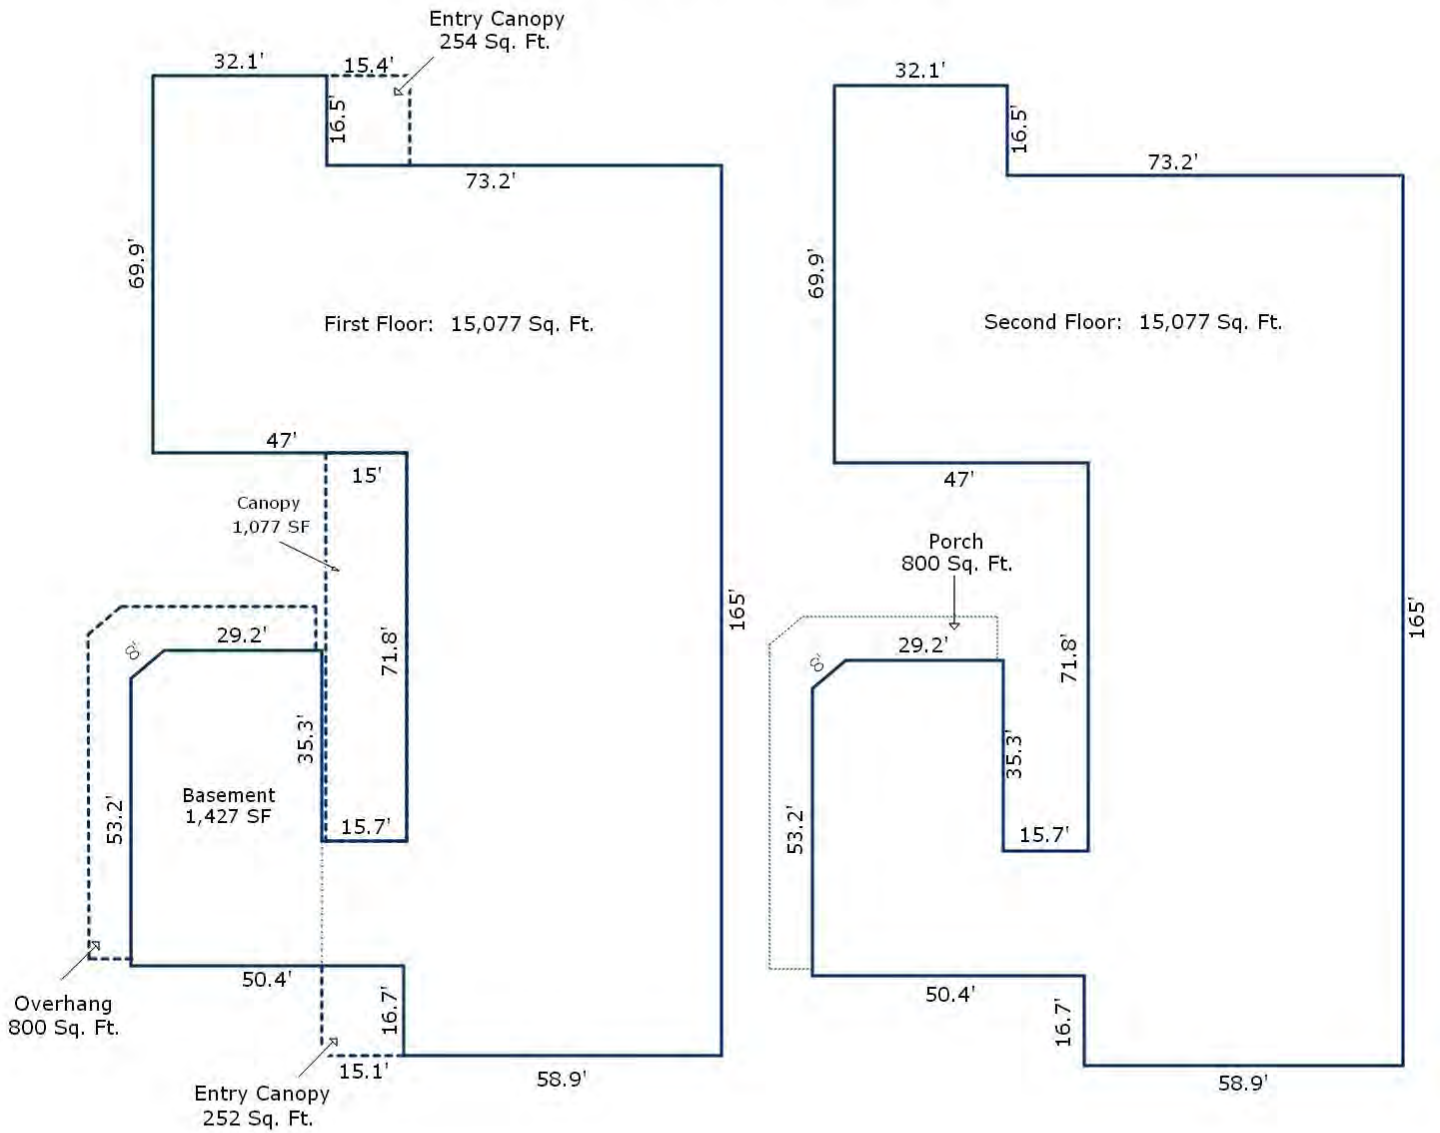 Entry Canopy
254 Sq. Ft.
32.1'
15.4'
16.5'
73.2'
69.9'
First Floor: 15,077 Sq. Ft.
47'
15'
Canopy
1,077 SF
165'
29.2'
8'
71.8'
35.3'
Basement
1,427 SF
53.2'
15.7'
50.4'
16.7'
Overhang
800 Sq. Ft.
15.1'
58.9'
Entry Canopy
252 Sq. Ft.
32.1'
16.5'
73.2'
69.9'
Second Floor: 15,077 Sq. Ft.
47'
Porch
800 Sq. Ft.
165'
29.2'
8'
71.8'
35.3'
53.2'
15.7'
50.4'
16.7'
58.9'